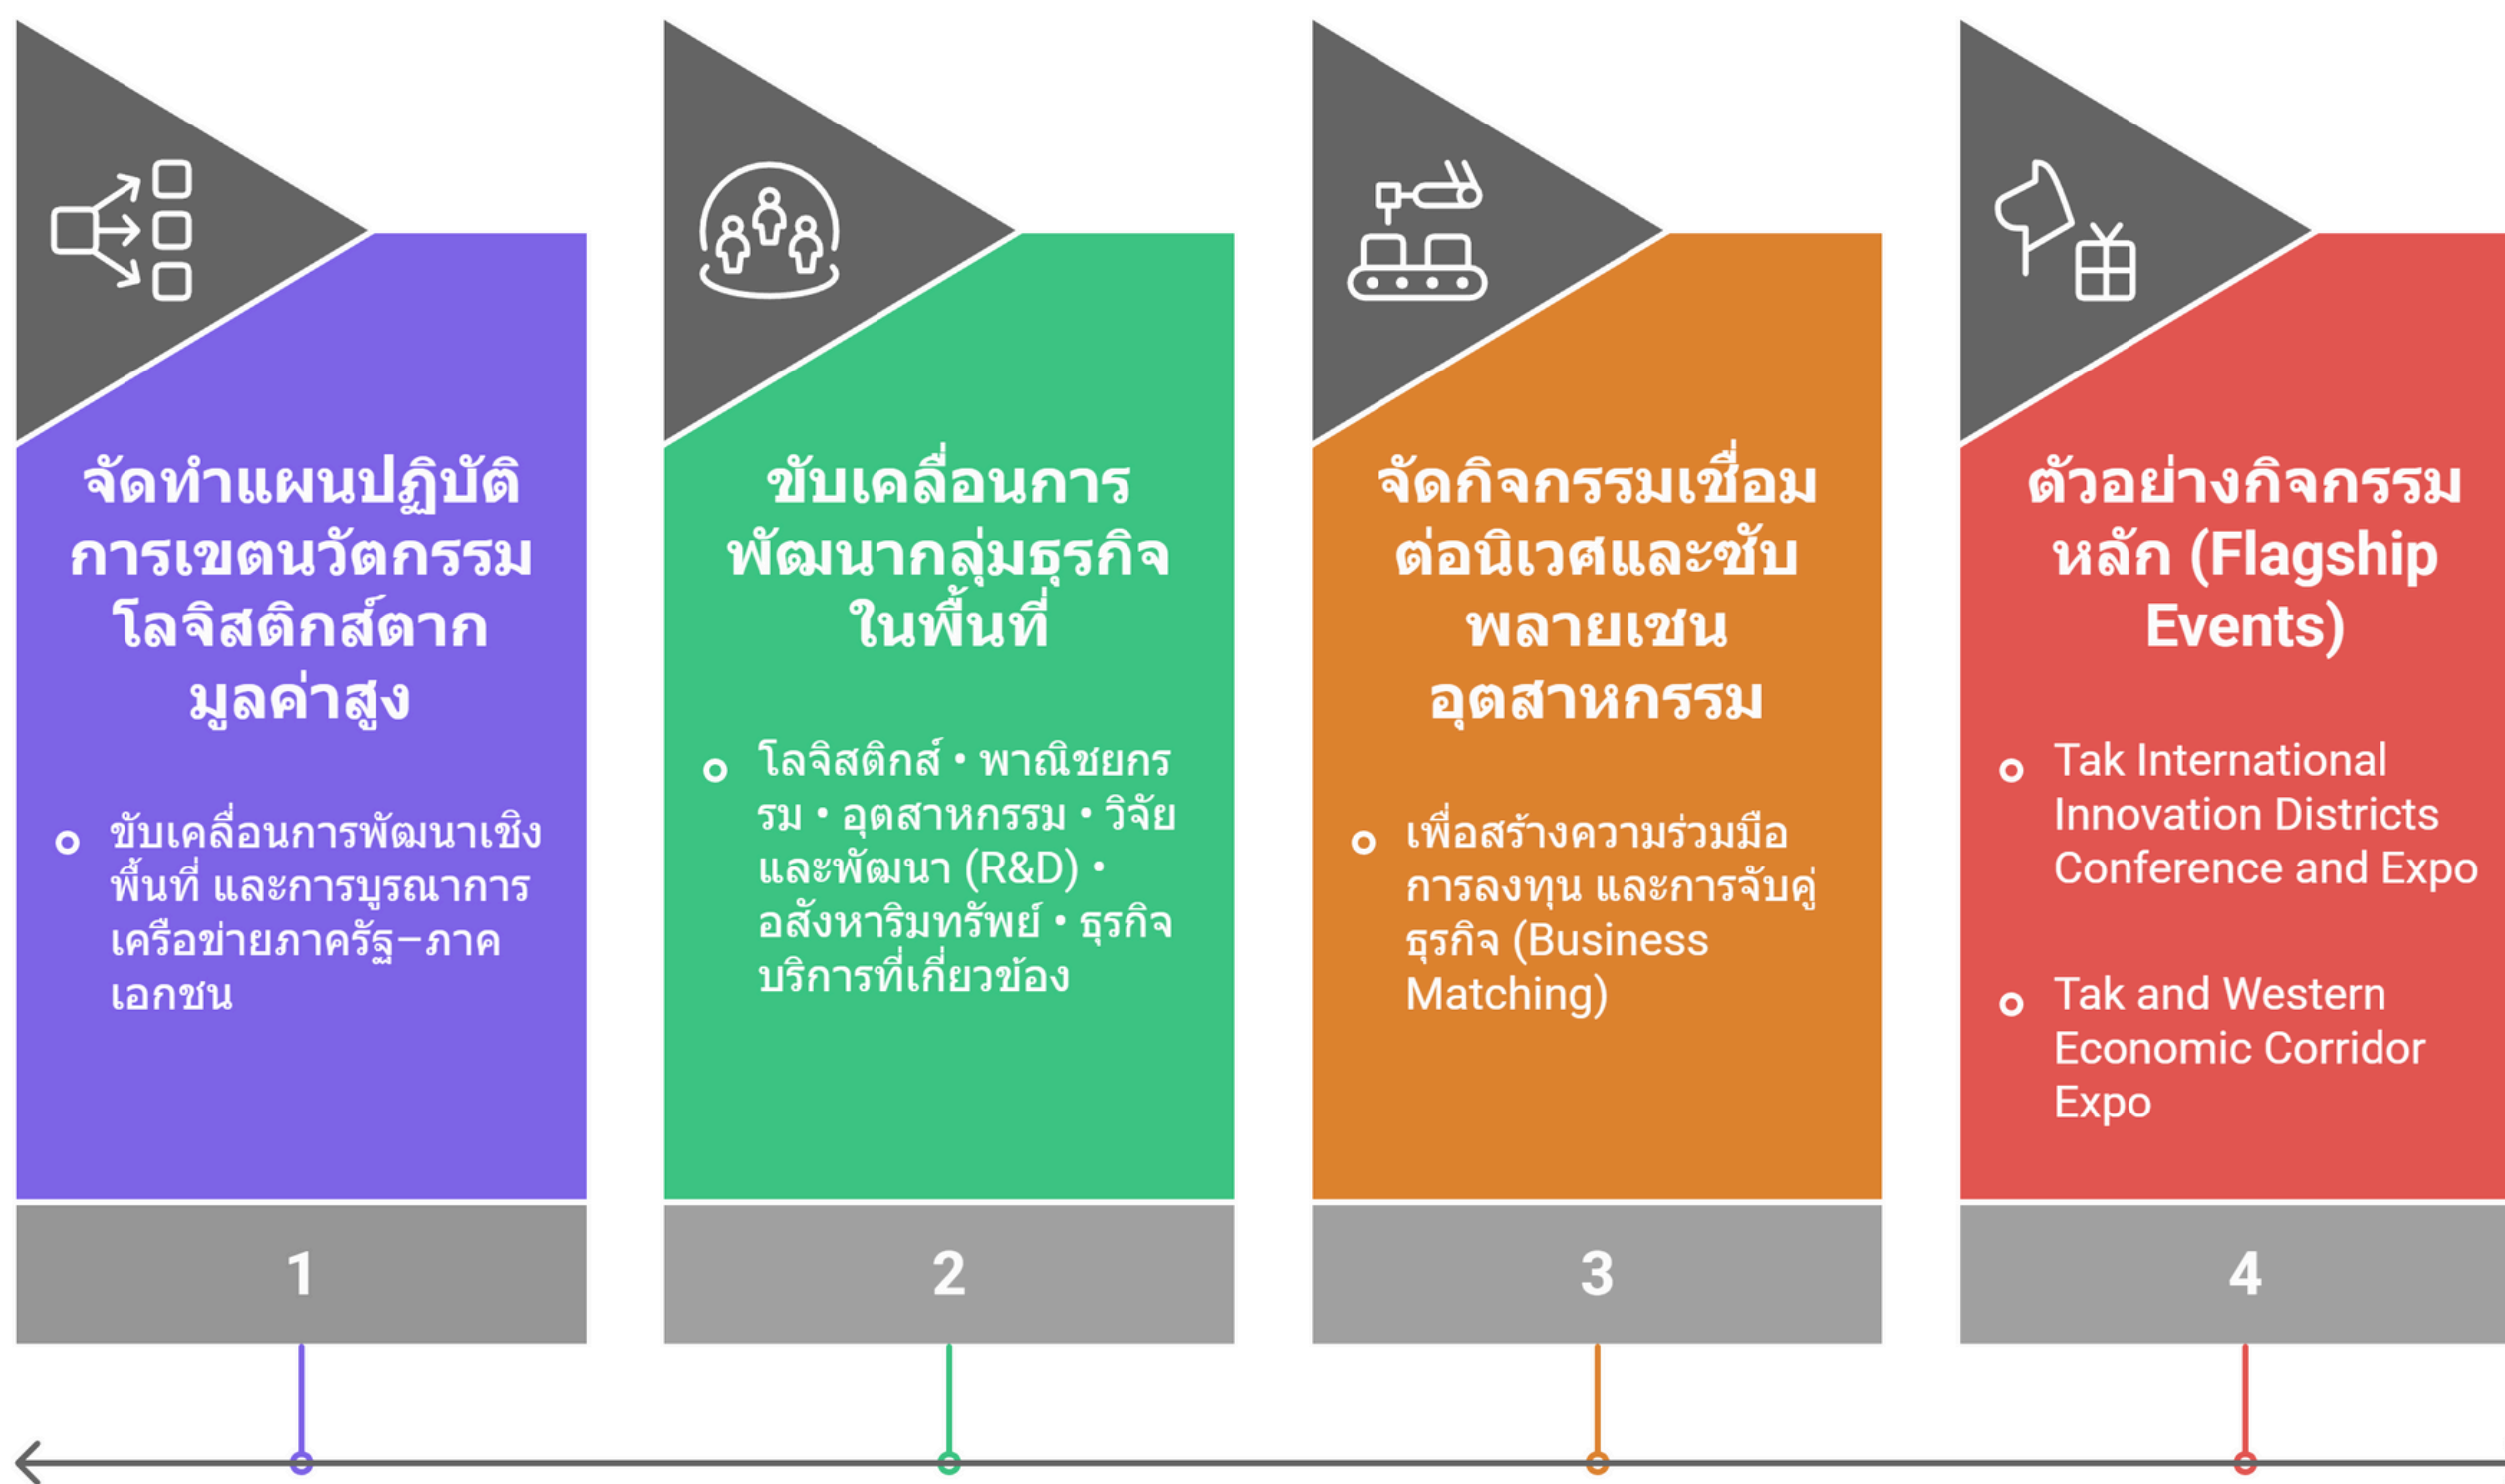 จัดทำแผนปฏิบัติ
การเขตนวัตกรรม
โลจิสติกส์ตาก
มูลค่าสูง
ขับเคลื่อนการพัฒนาเชิง
พื้นที่ และการบูรณาการ
เครือข่ายภาครัฐ–ภาค
เอกชน
1
ขับเคลื่อนการ
พัฒนากลุ่มธุรกิจ
ในพื้นที่
โลจิสติกส์ • พาณิชยกร
รม • อุตสาหกรรม • วิจัย
และพัฒนา (R&D) •
อสังหาริมทรัพย์ • ธุรกิจ
บริการที่เกี่ยวข้อง
2
จัดกิจกรรมเชื่อม
ต่อนิเวศและซับ
พลายเชน
อุตสาหกรรม
เพื่อสร้างความร่วมมือ
การลงทุน และการจับคู่
ธุรกิจ (Business
Matching)
3
ตัวอย่างกิจกรรม
หลัก (Flagship
Events)
Tak International
Innovation Districts
Conference and Expo
Tak and Western
Economic Corridor
Expo
4